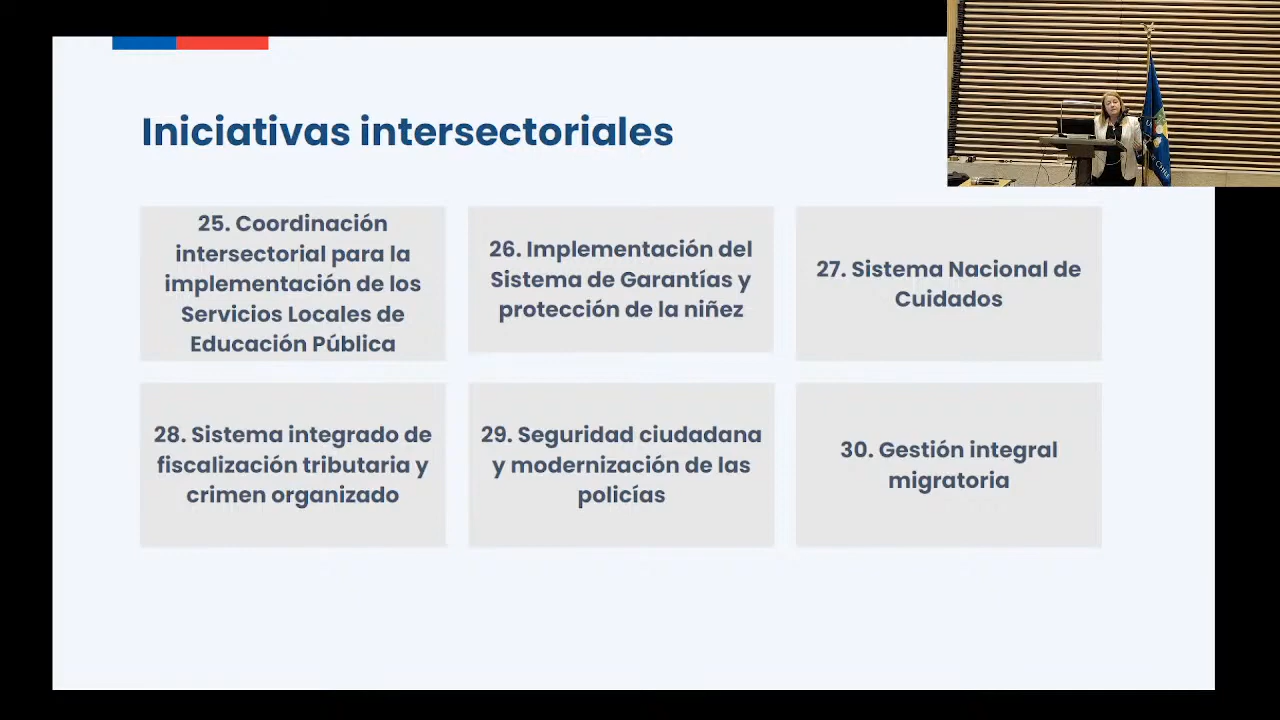 Iniciativas intersectoriales
25. Coordinación
intersectorial para la
implementación de los
Servicios Locales de
Educación Pública
26. Implementación del
Sistema de Garantías y
protección de la niñez
27. Sistema Nacional de
Cuidados
28. Sistema integrado de
fiscalización tributaria y
crimen organizado
29. Seguridad ciudadana
y modernización de las
policías
30. Gestión integral
migratoria